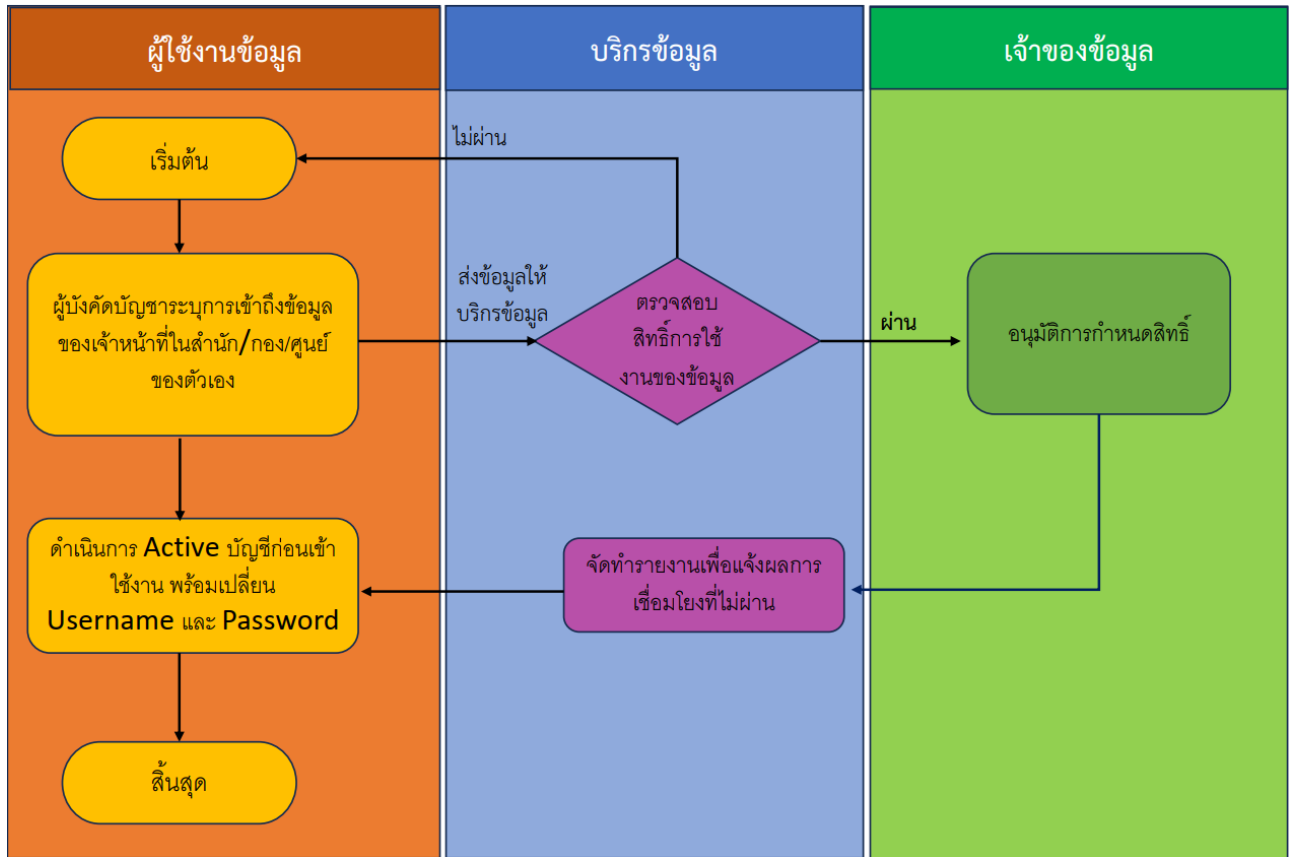 ผู้ใช้งานข้อมูล
บริกรข้อมูล
เจ้าของข้อมูล
เริ่มต้น
ไม่ผ่าน
ผู้บังคัดบัญชาระบุการเข้าถึงข้อมูล
ของเจ้าหน้าที่ในสำนัก/กอง/ศูนย์
ของตัวเอง
ส่งข้อมูลให้
บริกรข้อมูล
ตรวจสอบ
สิทธิ์การใช้
งานของข้อมูล
ผ่าน
อนุมัติการกำหนดสิทธิ์
ดำเนินการ Active บัญชีก่อนเข้า
ใช้งาน พร้อมเปลี่ยน
Username และ Password
จัดทำรายงานเพื่อแจ้งผลการ
เชื่อมโยงที่ไม่ผ่าน
สิ้นสุด